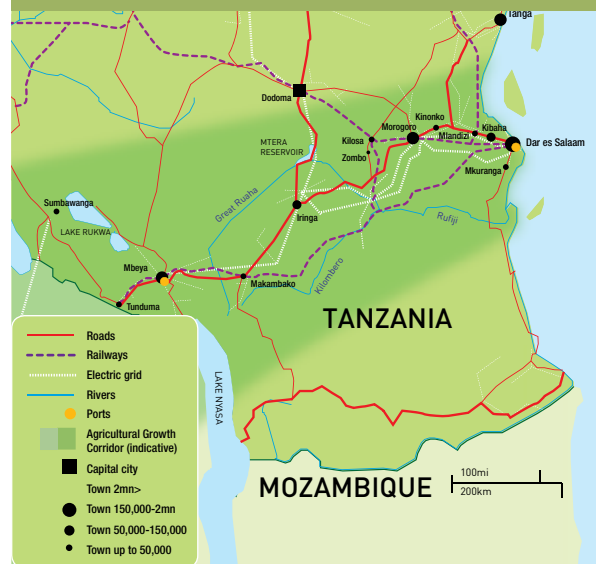 Tanga
Dodoma
Kinonko
Morogoro
Mlandizi
Kibaha
Dar es Salaam
MTERA
RESERVOIR
Kilosa
Zombo
Mkuranga
Great Ruaha
Sumbawanga
Iringa
Rufiji
LAKE RUKWA
Mbeya
Kilombero
Makambako
Tunduma
TANZANIA
LAKE NYASA
Roads
Railways
Electric grid
Rivers
Ports
Agricultural Growth
Corridor (indicative)
Capital city
Town 2mn>
Town 150,000-2mn
Town 50,000-150,000
Town up to 50,000
MOZAMBIQUE
100mi
200km